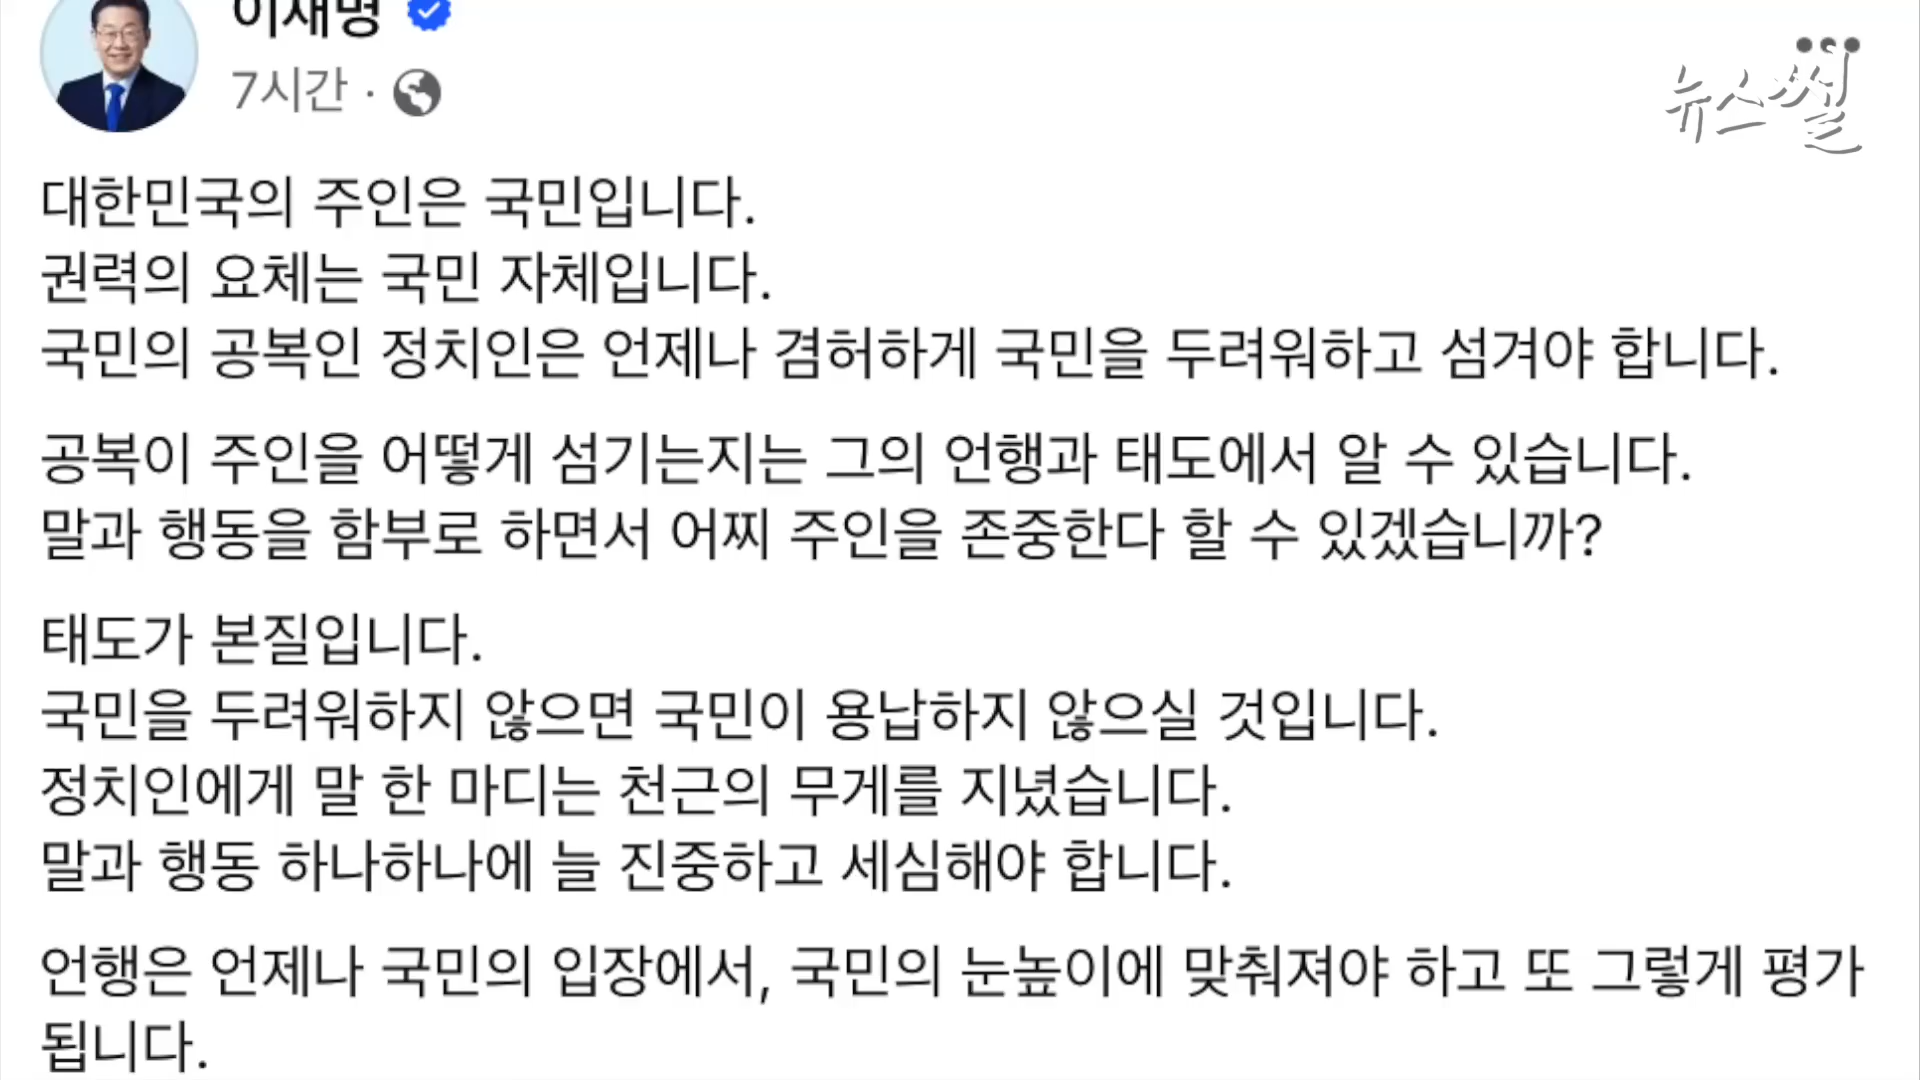 이재명
7시간 ·
뉴스썰
대한민국의 주인은 국민입니다.
권력의 요체는 국민 자체입니다.
국민의 공복인 정치인은 언제나 겸허하게 국민을 두려워하고 섬겨야 합니다.
공복이 주인을 어떻게 섬기는지는 그의 언행과 태도에서 알 수 있습니다.
말과 행동을 함부로 하면서 어찌 주인을 존중한다 할 수 있겠습니까?
태도가 본질입니다.
국민을 두려워하지 않으면 국민이 용납하지 않으실 것입니다.
정치인에게 말 한 마디는 천근의 무게를 지녔습니다.
말과 행동 하나하나에 늘 진중하고 세심해야 합니다.
언행은 언제나 국민의 입장에서, 국민의 눈높이에 맞춰져야 하고 또 그렇게 평가
됩니다.